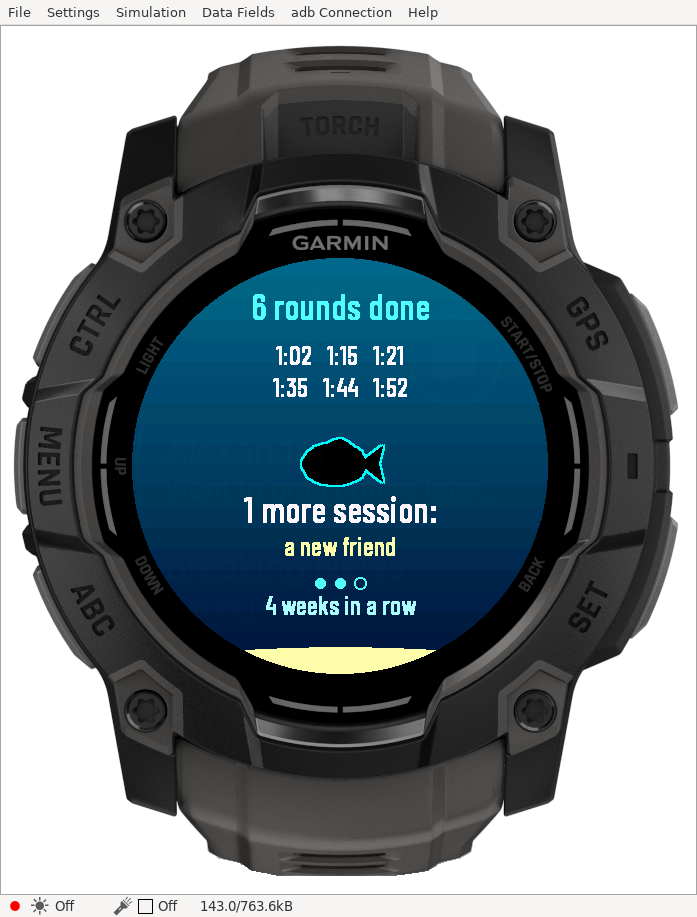 File Settings Simulation Data Fields adb Connection Help
TORCH
GARMIN
CTRL
GPS
LIGHT
START/STOP
6 rounds done
1:02 1:15 1:21
1:35 1:44 1:52
MENU
UP
1 more session:
a new friend
DOWN
BACK
4 weeks in a row
ABC
SET
Off Off 143.0/763.6kB